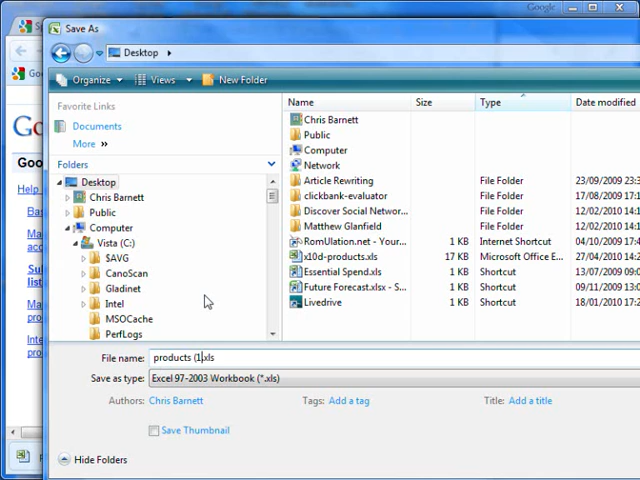 Google
Save As
Desktop
Organize Views New Folder
Favorite Links
Documents
More »
Folders
Desktop
Chris Barnett
Public
Computer
Vista (C:)
$AVG
CanoScan
Gladinet
Intel
MSOCache
PerfLogs
Name Size Type Date modified
Chris Barnett
Public
Computer
Network
Article Rewriting File Folder 23/09/2009
clickbank-evaluator File Folder 17/08/2009
Discover Social Networ... File Folder 12/02/2010
Matthew Glanfield File Folder 12/02/2010
RomUlation.net - Your... 1 KB Internet Shortcut 04/10/2009
x10d-products.xls 17 KB Microsoft Office E... 27/04/2010
Essential Spend.xls 1 KB Shortcut 13/07/2009
Future Forecast.xlsx - S... 1 KB Shortcut 09/11/2009
Livedrive 1 KB Shortcut 18/01/2010
File name: products (1.xls
Save as type: Excel 97-2003 Workbook (*.xls)
Authors: Chris Barnett Tags: Add a tag Title: Add a title
Save Thumbnail
Hide Folders
Goo
Help